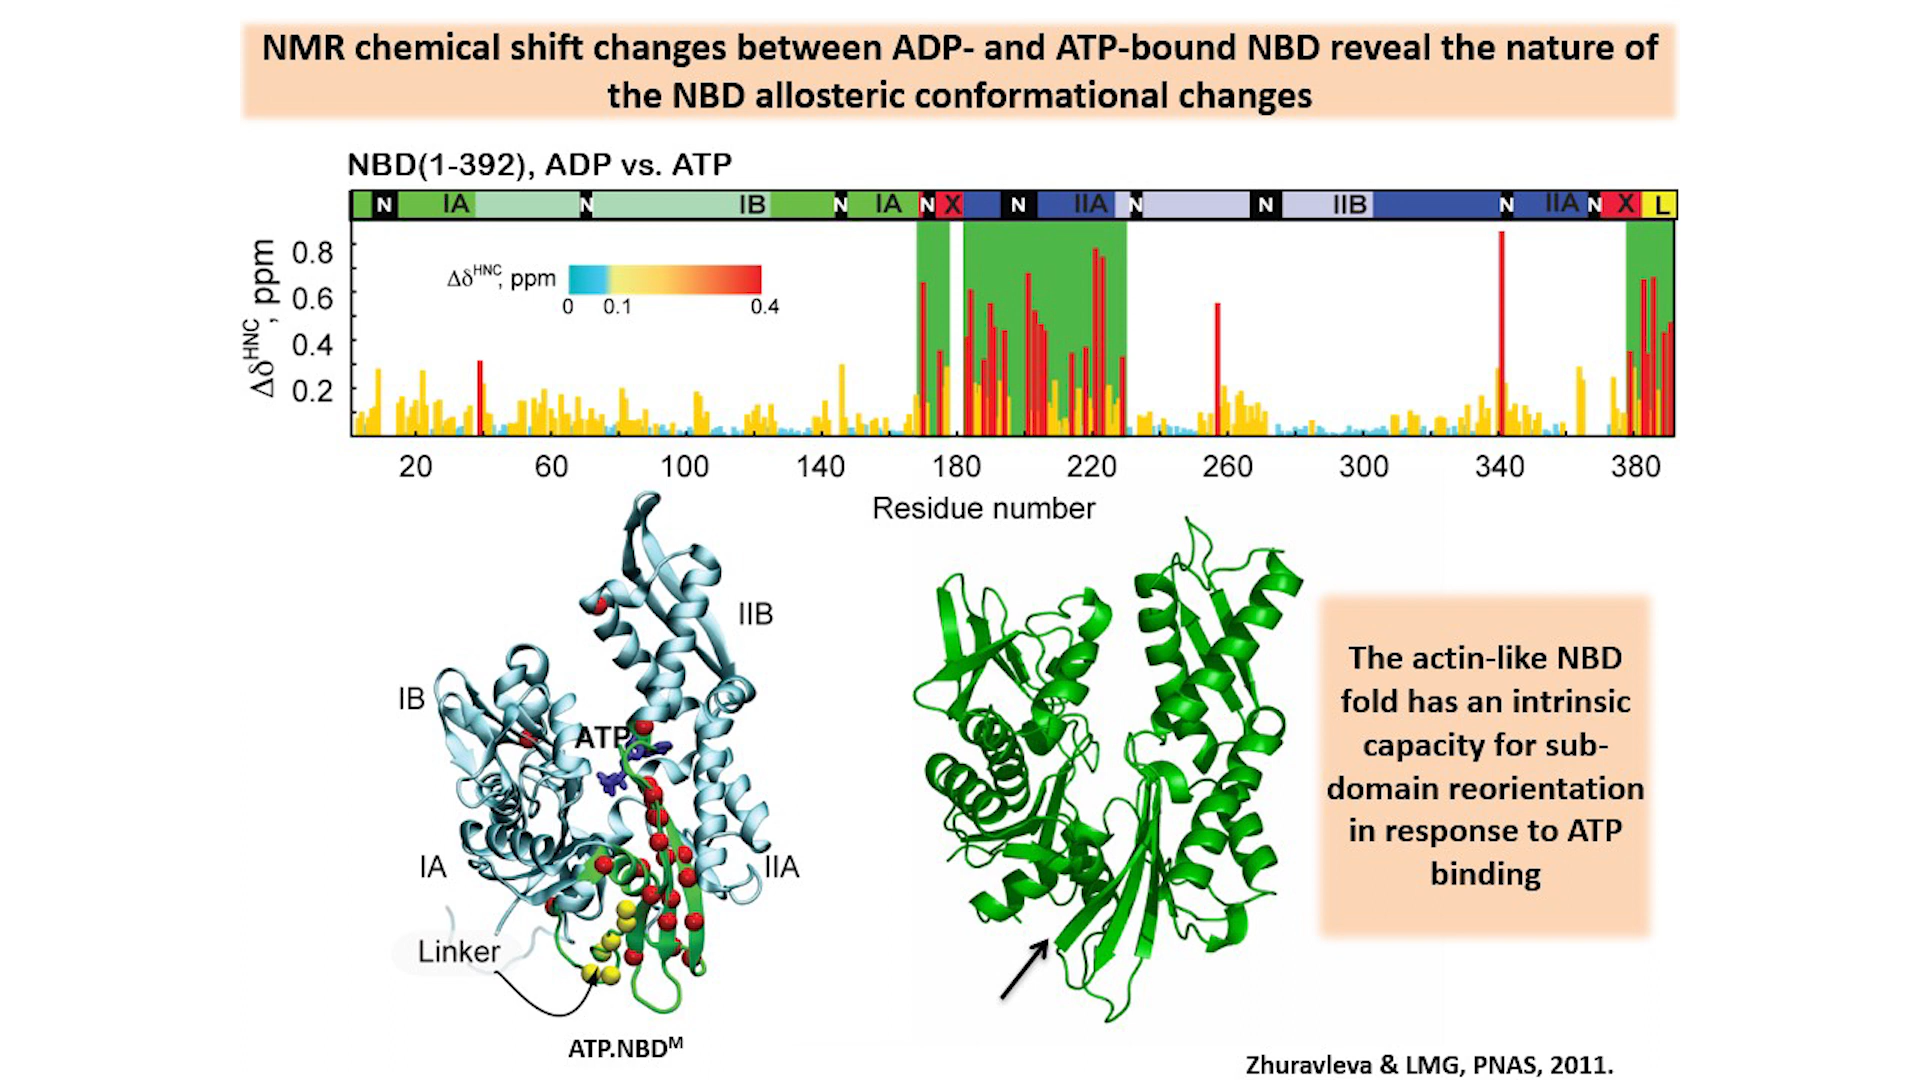 NMR chemical shift changes between ADP- and ATP-bound NBD reveal the nature of
the NBD allosteric conformational changes
NBD(1-392), ADP vs. ATP
N IA N IB N IA N X N IIA N N IIB N IIA N X L
Δδ^HNC, ppm
0.8
0.6
0.4
0.2
Δδ^HNC, ppm
0 0.1 0.4
20 60 100 140 180 220 260 300 340 380
Residue number
IIB
IB
ATP
IA
IIA
Linker
ATP.NBD^M
The actin-like NBD
fold has an intrinsic
capacity for sub-
domain reorientation
in response to ATP
binding
Zhuravleva & LMG, PNAS, 2011.